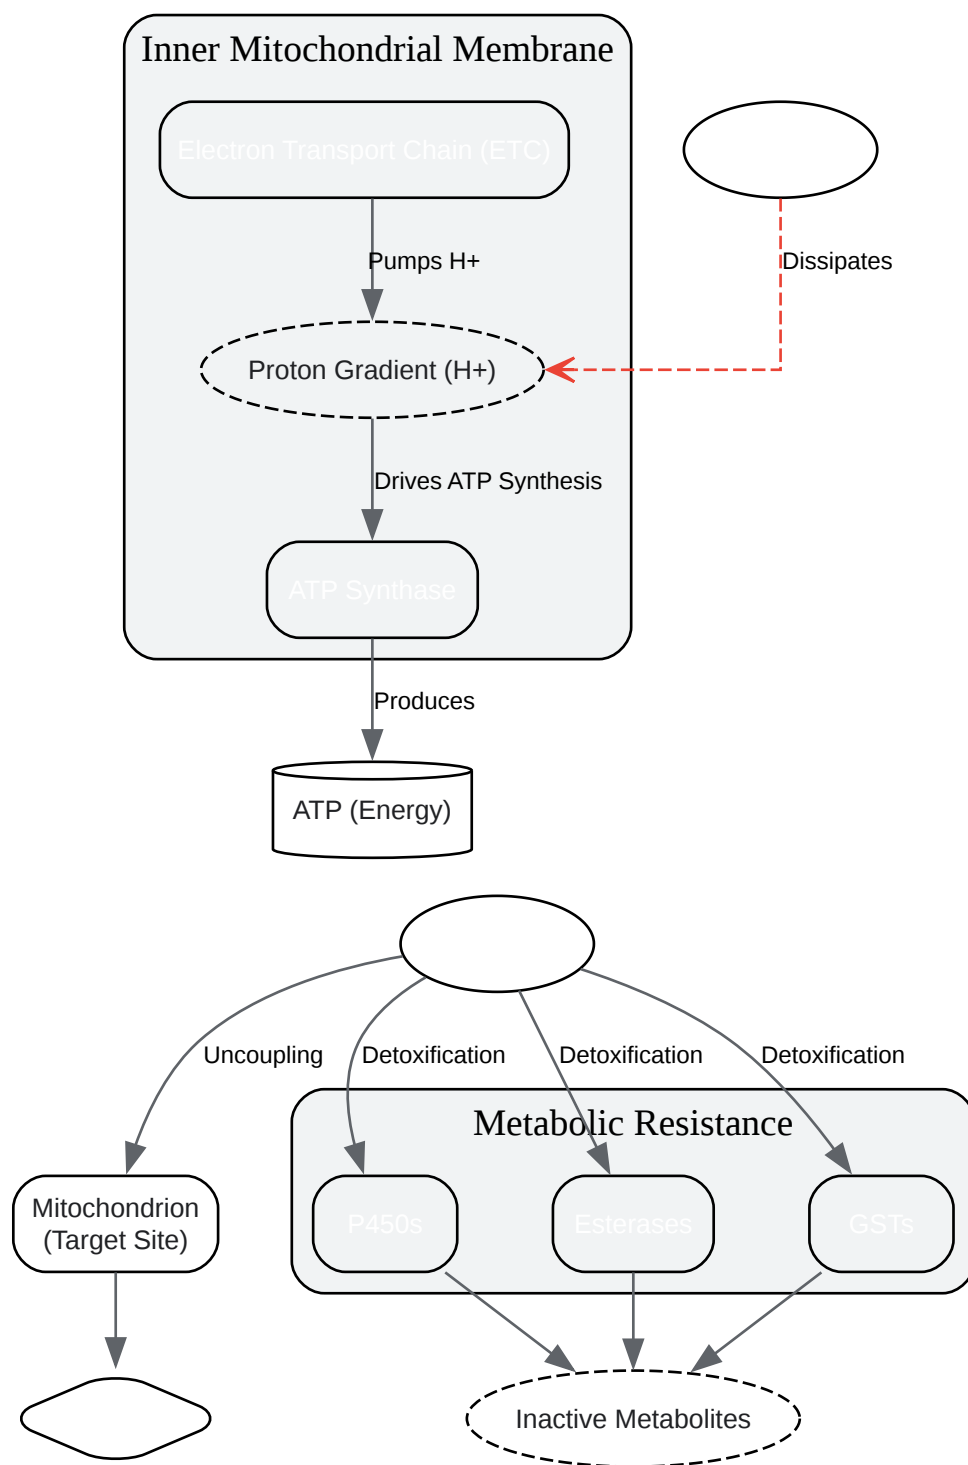 Inner Mitochondrial Membrane
Electron Transport Chain (ETC)
Pumps H+
Dissipates
Proton Gradient (H+)
Drives ATP Synthesis
ATP Synthase
Produces
ATP (Energy)
Uncoupling
Detoxification
Detoxification
Detoxification
Metabolic Resistance
Mitochondrion
(Target Site)
P450s
Esterases
GSTs
Inactive Metabolites